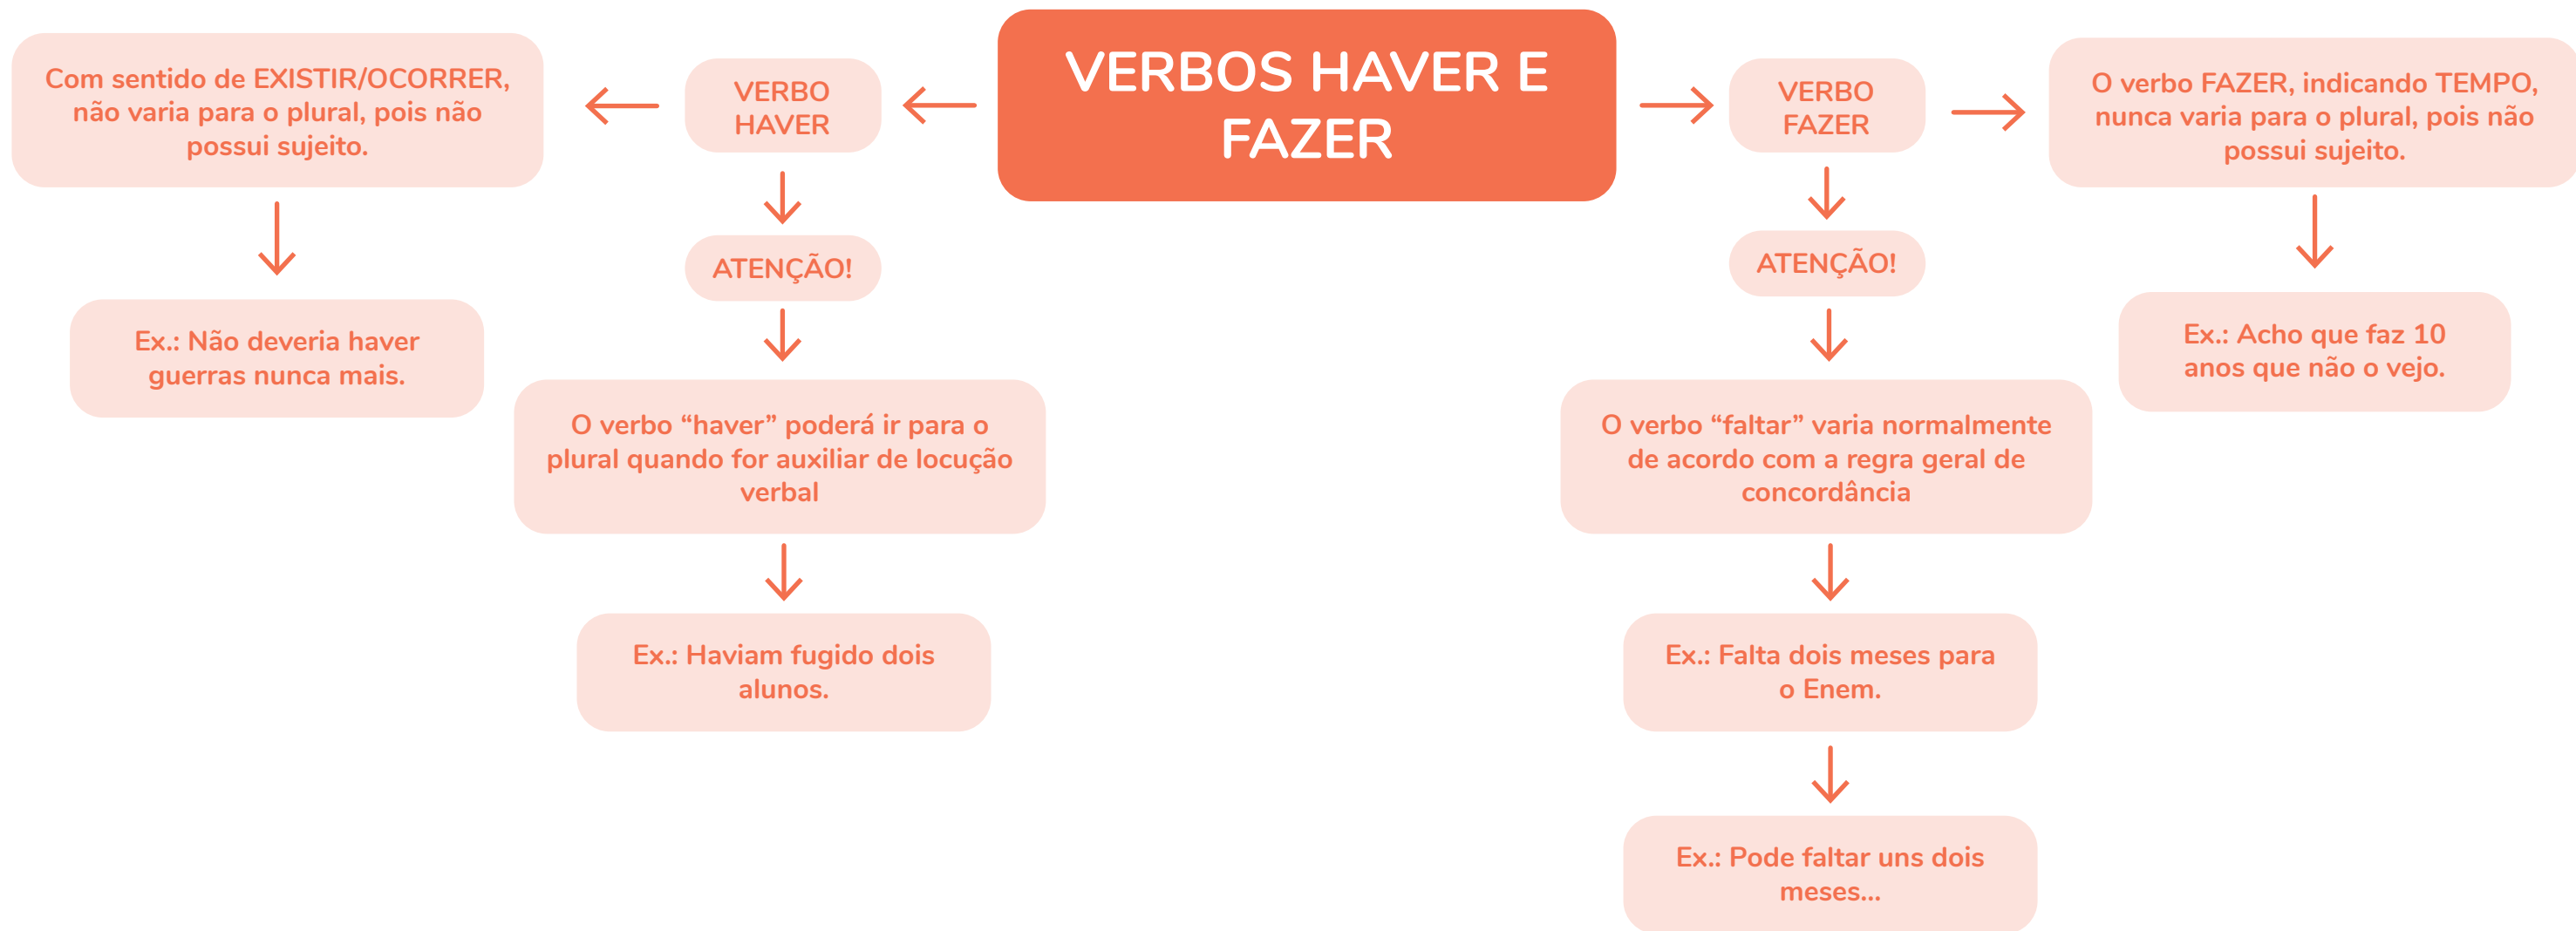 VERBOS HAVER E
FAZER
VERBO
HAVER
Com sentido de EXISTIR/OCORRER,
não varia para o plural, pois não
possui sujeito.
Ex.: Não deveria haver
guerras nunca mais.
ATENÇÃO!
O verbo “haver” poderá ir para o
plural quando for auxiliar de locução
verbal
Ex.: Haviam fugido dois
alunos.
VERBO
FAZER
O verbo FAZER, indicando TEMPO,
nunca varia para o plural, pois não
possui sujeito.
Ex.: Acho que faz 10
anos que não o vejo.
ATENÇÃO!
O verbo “faltar” varia normalmente
de acordo com a regra geral de
concordância
Ex.: Falta dois meses para
o Enem.
Ex.: Pode faltar uns dois
meses...